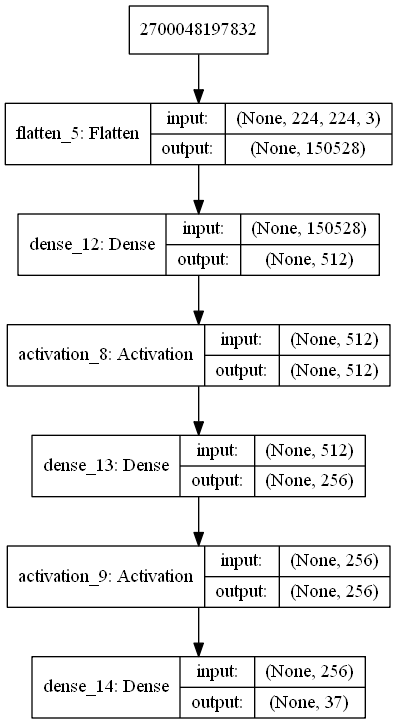 2700048197832
flatten_5: Flatten
input: (None, 224, 224, 3)
output: (None, 150528)
dense_12: Dense
input: (None, 150528)
output: (None, 512)
activation_8: Activation
input: (None, 512)
output: (None, 512)
dense_13: Dense
input: (None, 512)
output: (None, 256)
activation_9: Activation
input: (None, 256)
output: (None, 256)
dense_14: Dense
input: (None, 256)
output: (None, 37)